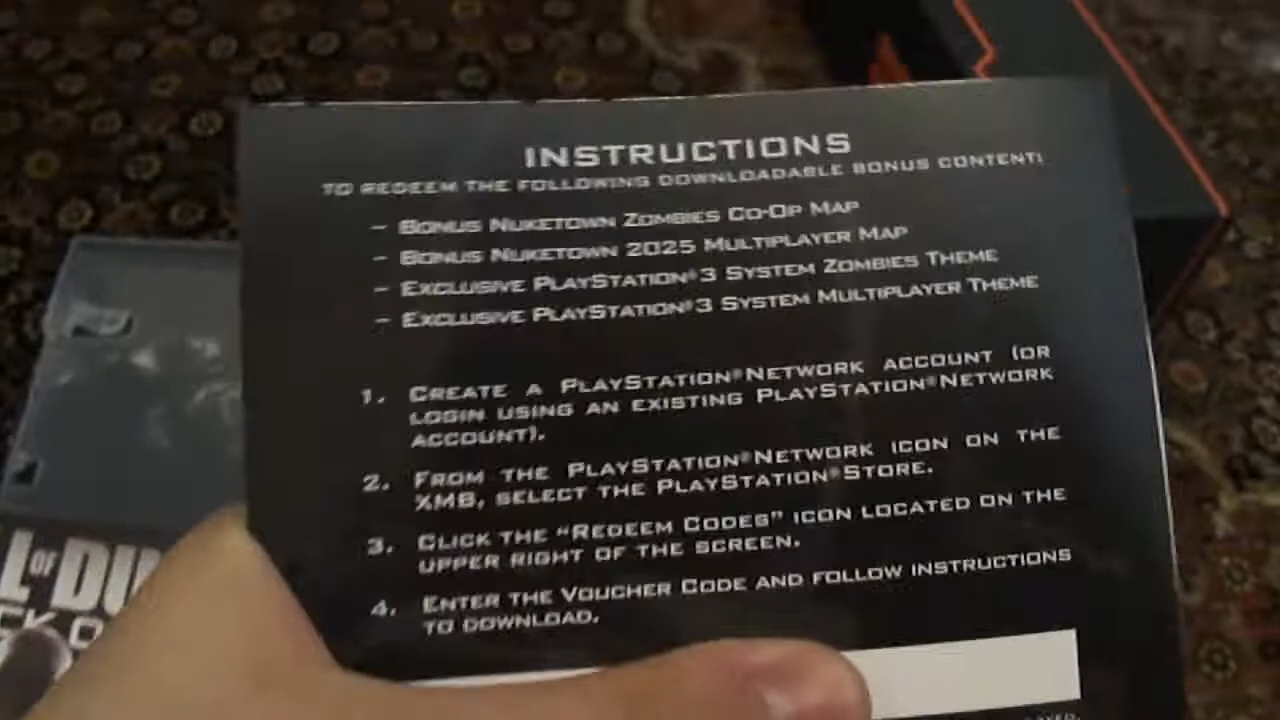 INSTRUCTIONS
TO REDEEM THE FOLLOWING DOWNLOADABLE BONUS CONTENT:
- BONUS NUKETOWN ZOMBIES CO-OP MAP
- BONUS NUKETOWN 2025 MULTIPLAYER MAP
- EXCLUSIVE PLAYSTATION®3 SYSTEM ZOMBIES THEME
- EXCLUSIVE PLAYSTATION®3 SYSTEM MULTIPLAYER THEME
1. CREATE A PLAYSTATION®NETWORK ACCOUNT (OR
LOGIN USING AN EXISTING PLAYSTATION®NETWORK
ACCOUNT).
2. FROM THE PLAYSTATION®NETWORK ICON ON THE
XMB, SELECT THE PLAYSTATION®STORE.
3. CLICK THE "REDEEM CODES" ICON LOCATED ON THE
UPPER RIGHT OF THE SCREEN.
4. ENTER THE VOUCHER CODE AND FOLLOW INSTRUCTIONS
TO DOWNLOAD.
L OF DU
CK O